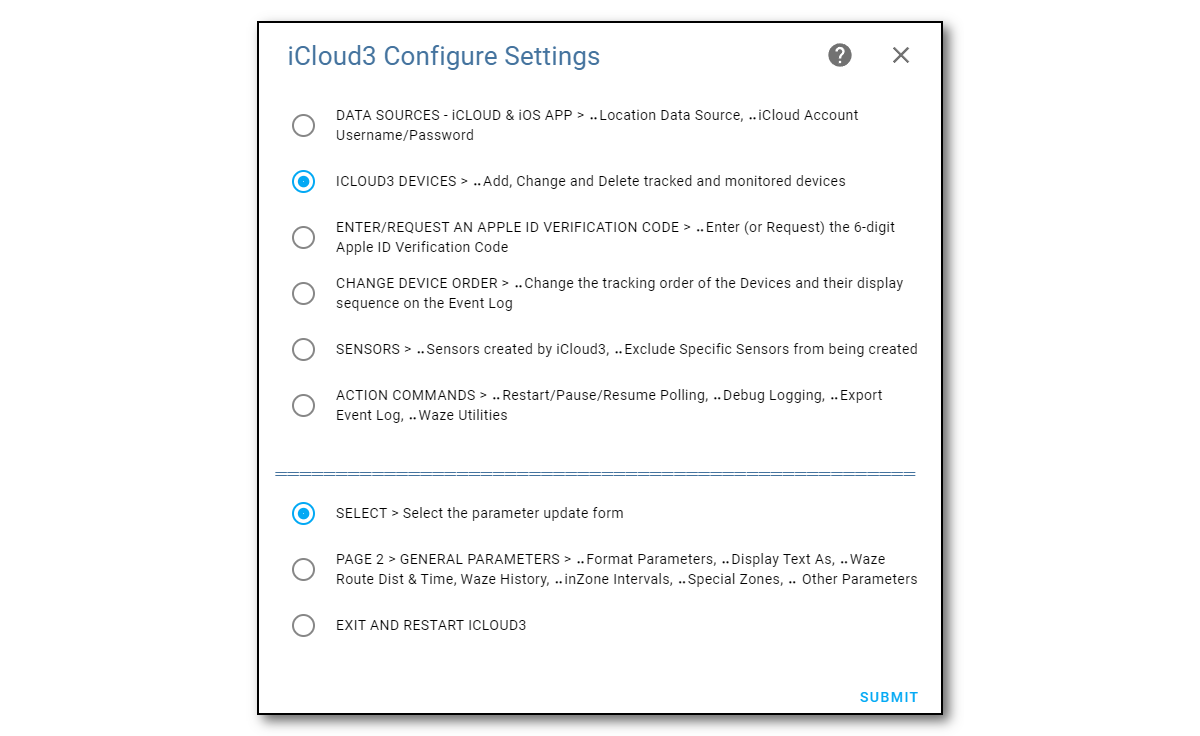 iCloud3 Configure Settings
DATA SOURCES - iCLOUD & iOS APP > ..Location Data Source, ..iCloud Account
Username/Password
ICLOUD3 DEVICES > ..Add, Change and Delete tracked and monitored devices
ENTER/REQUEST AN APPLE ID VERIFICATION CODE > ..Enter (or Request) the 6-digit
Apple ID Verification Code
CHANGE DEVICE ORDER > ..Change the tracking order of the Devices and their display
sequence on the Event Log
SENSORS > ..Sensors created by iCloud3, ..Exclude Specific Sensors from being created
ACTION COMMANDS > ..Restart/Pause/Resume Polling, ..Debug Logging, ..Export
Event Log, ..Waze Utilities
SELECT > Select the parameter update form
PAGE 2 > GENERAL PARAMETERS > ..Format Parameters, ..Display Text As, ..Waze
Route Dist & Time, Waze History, ..inZone Intervals, ..Special Zones, .. Other Parameters
EXIT AND RESTART ICLOUD3
SUBMIT